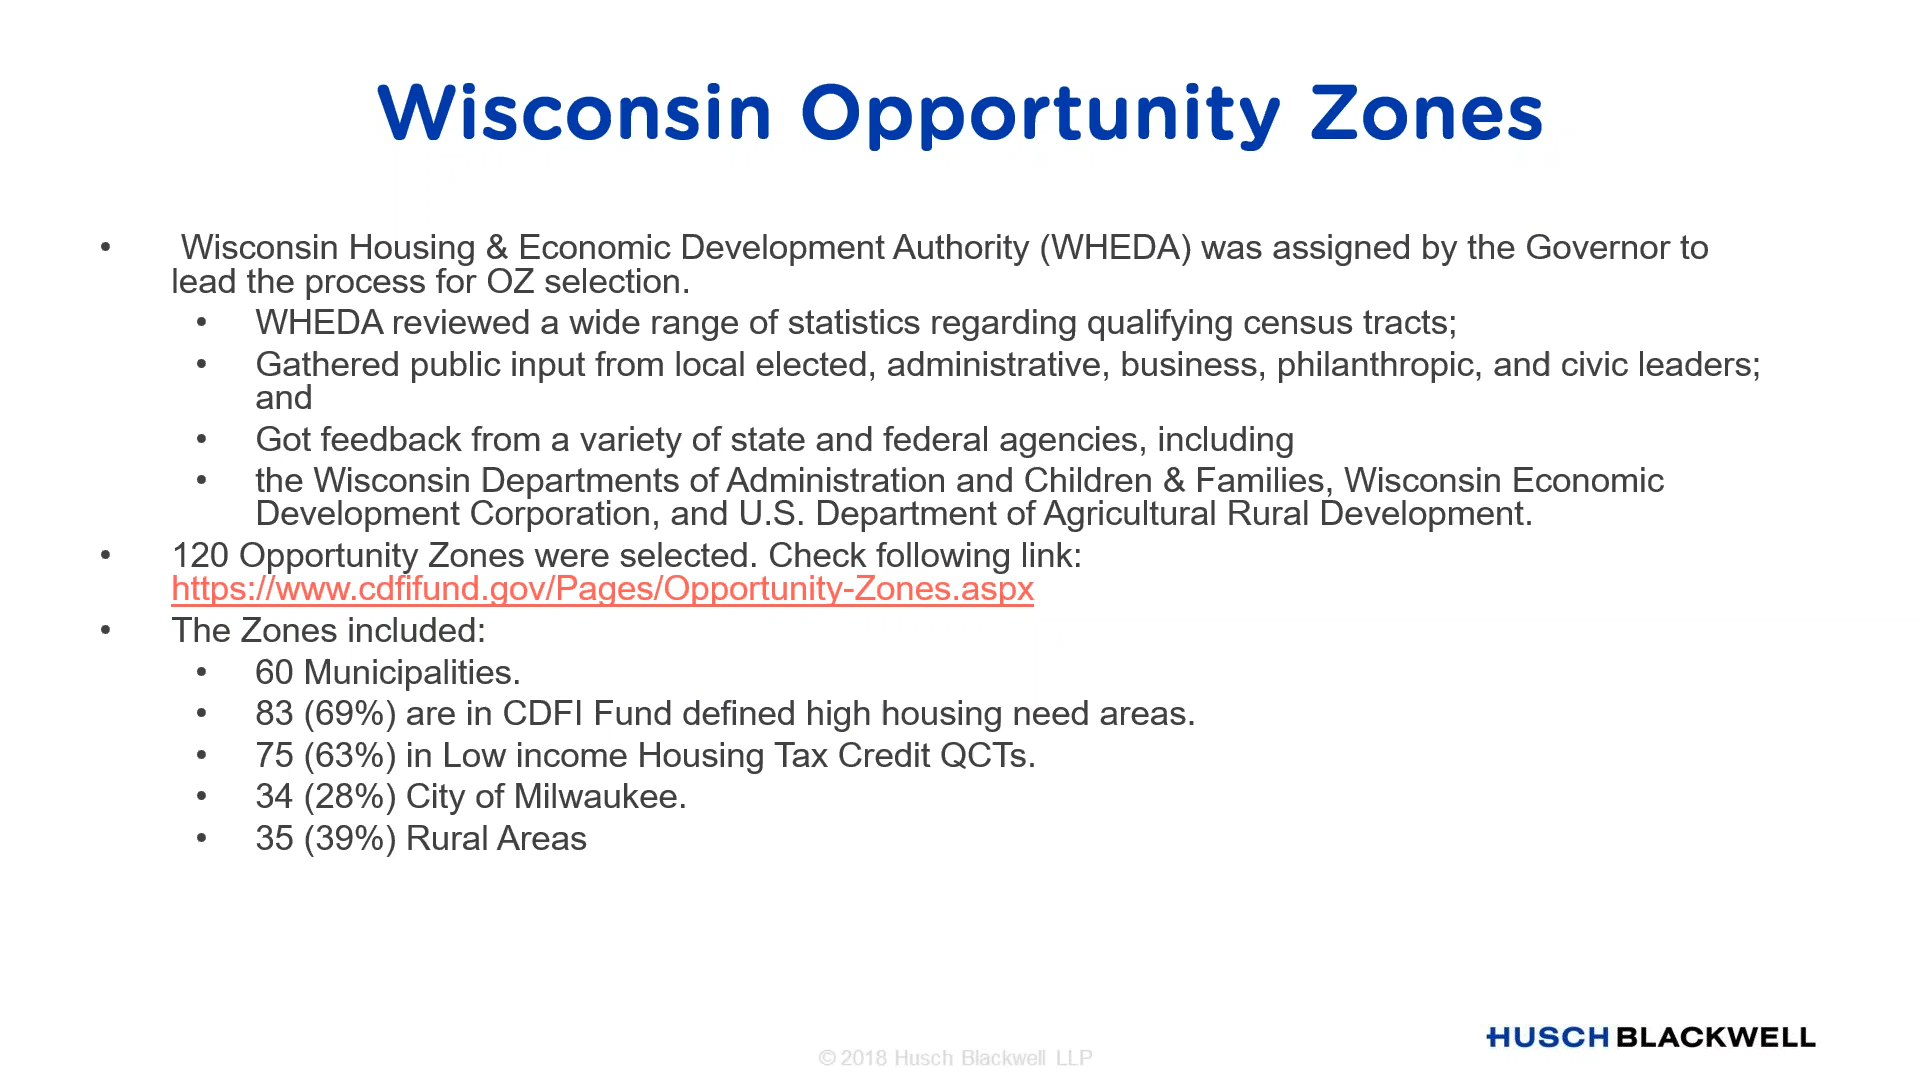 Wisconsin Opportunity Zones
• Wisconsin Housing & Economic Development Authority (WHEDA) was assigned by the Governor to
lead the process for OZ selection.
• WHEDA reviewed a wide range of statistics regarding qualifying census tracts;
• Gathered public input from local elected, administrative, business, philanthropic, and civic leaders;
and
• Got feedback from a variety of state and federal agencies, including
• the Wisconsin Departments of Administration and Children & Families, Wisconsin Economic
Development Corporation, and U.S. Department of Agricultural Rural Development.
• 120 Opportunity Zones were selected. Check following link:
https://www.cdfifund.gov/Pages/Opportunity-Zones.aspx
• The Zones included:
• 60 Municipalities.
• 83 (69%) are in CDFI Fund defined high housing need areas.
• 75 (63%) in Low income Housing Tax Credit QCTs.
• 34 (28%) City of Milwaukee.
• 35 (39%) Rural Areas
HUSCH BLACKWELL
© 2018 Husch Blackwell LLP